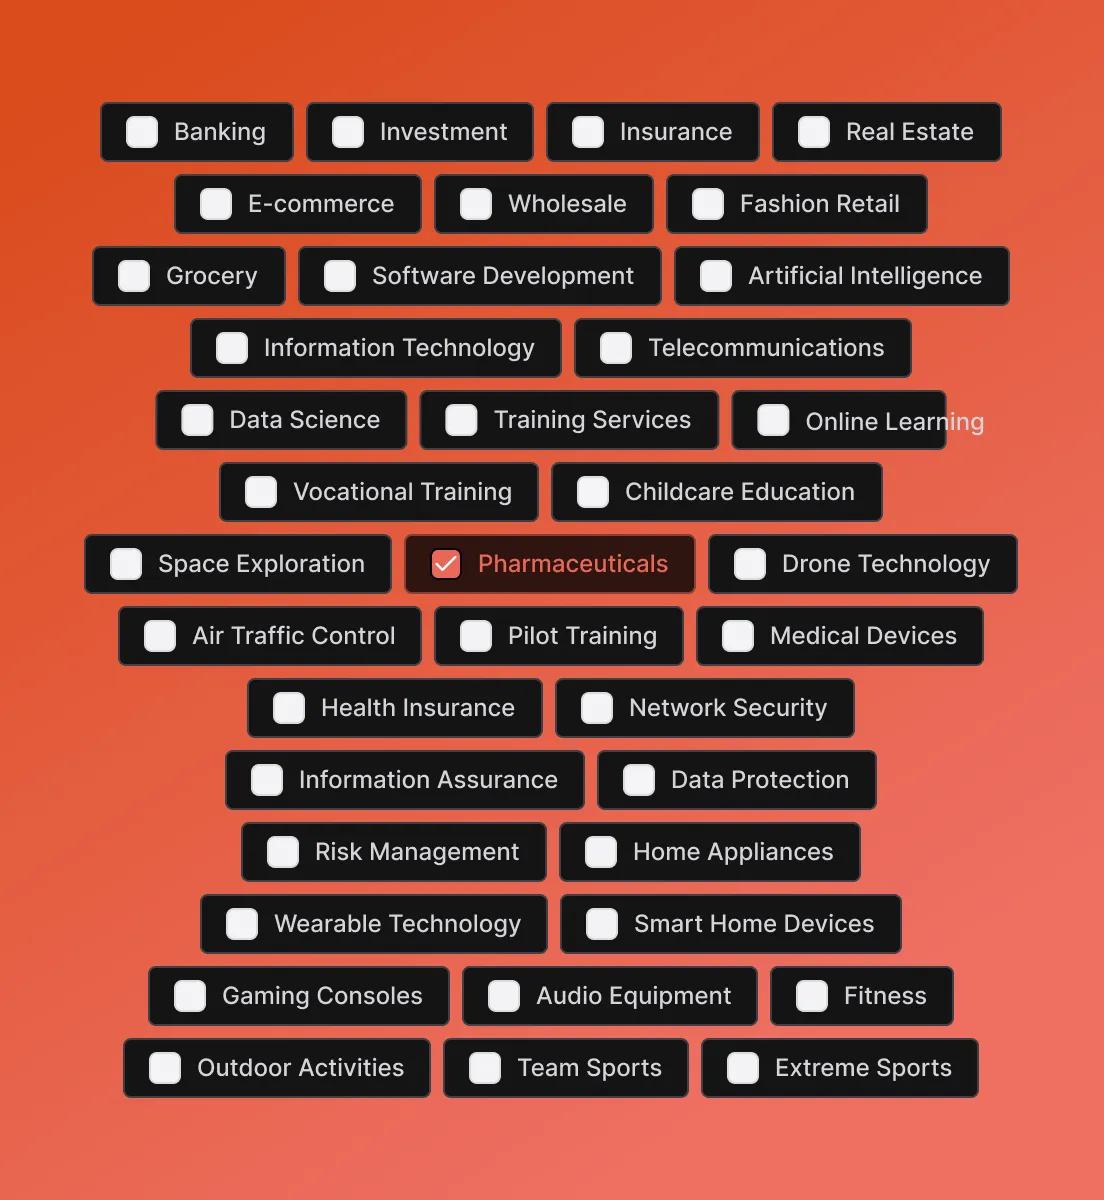 Banking Investment Insurance Real Estate
E-commerce Wholesale Fashion Retail
Grocery Software Development Artificial Intelligence
Information Technology Telecommunications
Data Science Training Services Online Learning
Vocational Training Childcare Education
Space Exploration Pharmaceuticals Drone Technology
Air Traffic Control Pilot Training Medical Devices
Health Insurance Network Security
Information Assurance Data Protection
Risk Management Home Appliances
Wearable Technology Smart Home Devices
Gaming Consoles Audio Equipment Fitness
Outdoor Activities Team Sports Extreme Sports